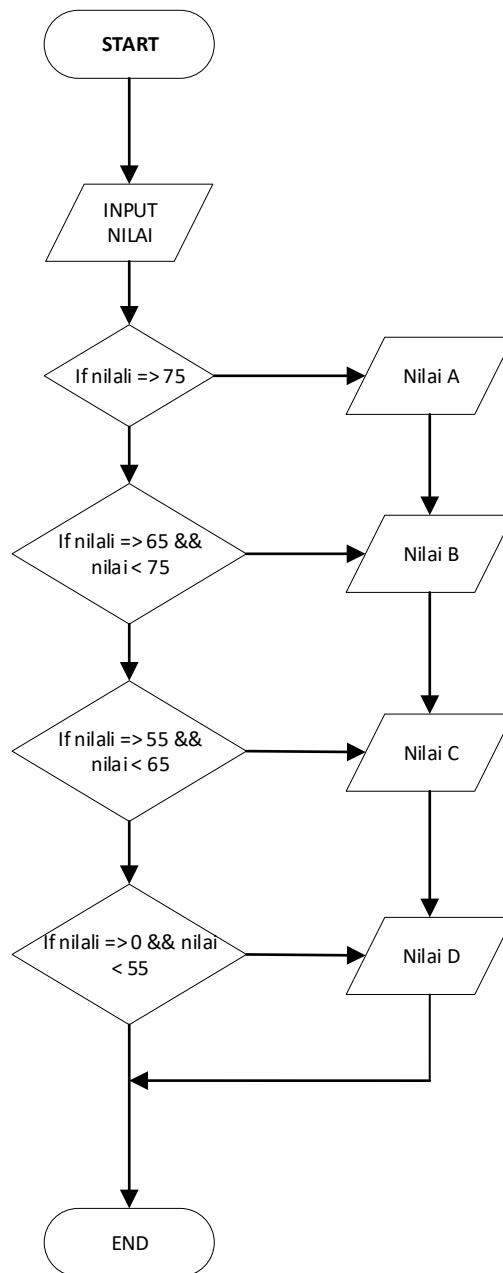 START
INPUT
NILAI
If nilali => 75
Nilai A
If nilali => 65 &&
nilai < 75
Nilai B
If nilali => 55 &&
nilai < 65
Nilai C
If nilali => 0 && nilai
< 55
Nilai D
END